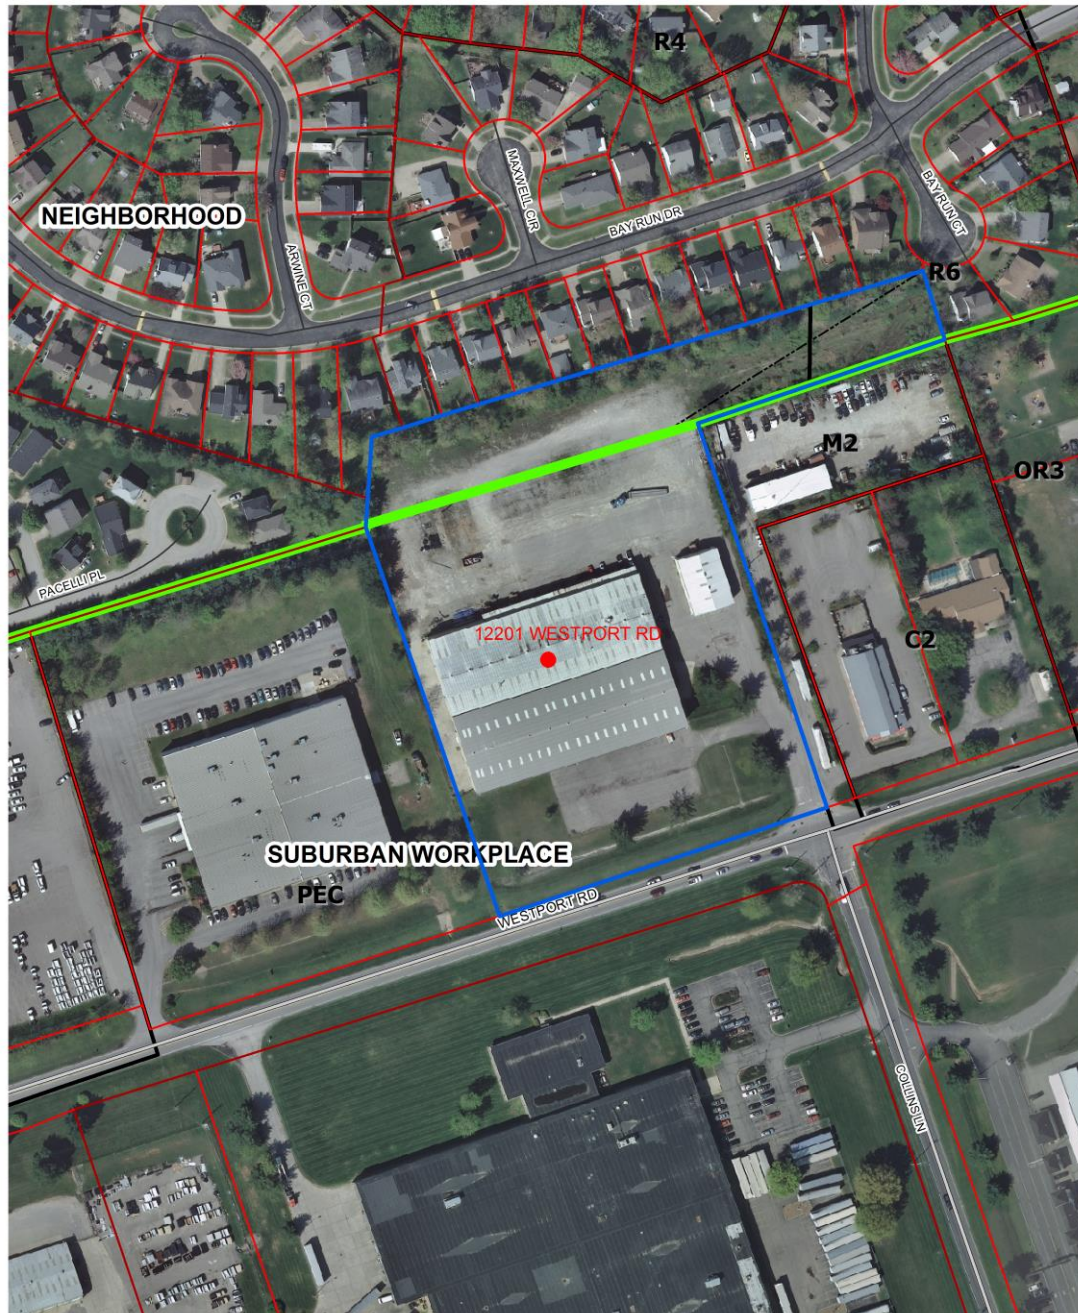 R4
MAXWELL CIR
NEIGHBORHOOD
BAY RUN DR
BAY RUN CT
ARWINE CT
R6
M2
OR3
PACELLI PL
12201 WESTPORT RD
C2
SUBURBAN WORKPLACE
PEC
WESTPORT RD
COLLINS LN